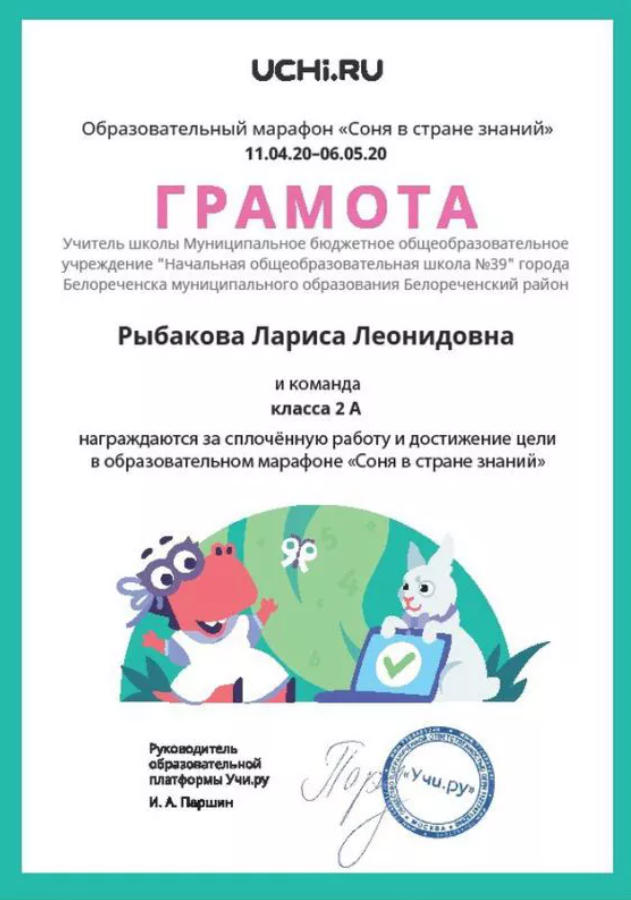 UCHi.RU
Образовательный марафон «Соня в стране знаний»
11.04.20–06.05.20
ГРАМОТА
Учитель школы Муниципальное бюджетное общеобразовательное
учреждение "Начальная общеобразовательная школа №39" города
Белореченска муниципального образования Белореченский район
Рыбакова Лариса Леонидовна
и команда
класса 2 А
награждаются за сплочённую работу и достижение цели
в образовательном марафоне «Соня в стране знаний»
Руководитель
образовательной
платформы Учи.ру
И. А. Паршин
«Учи.ру»
МОСКВА